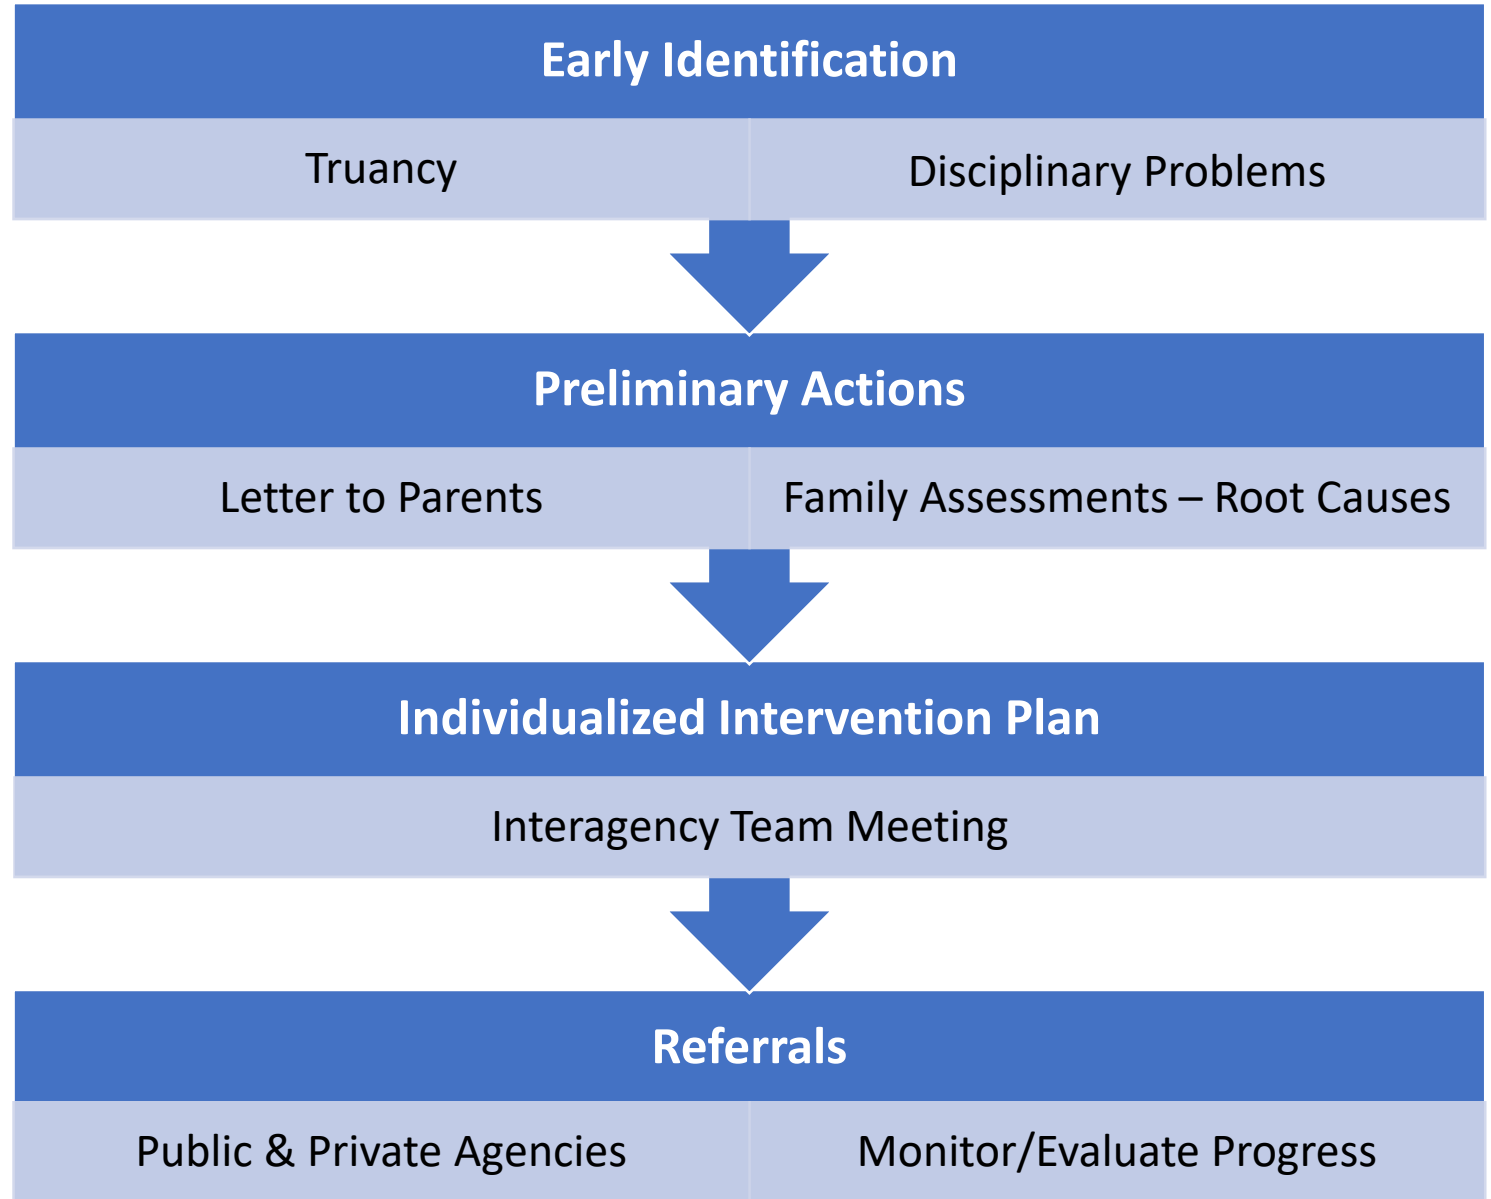 Early Identification
Truancy
Disciplinary Problems
Preliminary Actions
Letter to Parents
Family Assessments – Root Causes
Individualized Intervention Plan
Interagency Team Meeting
Referrals
Public & Private Agencies
Monitor/Evaluate Progress